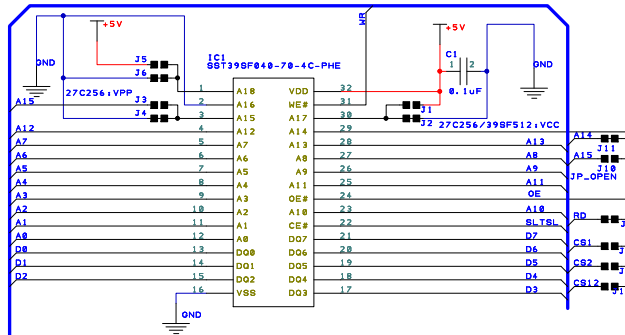 +5V
WR
+5V
GND
J5
IC1
SST39SF040-70-4C-PHE
C1
1 2
GND
J6
0.1uF
27C256:VPP
1 A18 VDD 32
A15 J3 2 A16 WE# 31
J4 3 A15 A17 30 J1
J2 27C256/39SF512:VCC
A12 4 A12 A14 29
A7 5 A7 A13 28 A13 A14 J11
A6 6 A6 A8 27 A8 A15 J10
A5 7 A5 A9 26 A9 JP_OPEN
A4 8 A4 A11 25 A11
A3 9 A3 OE# 24 OE
A2 10 A2 A10 23 A10 RD
A1 11 A1 CE# 22 SLTSL
A0 12 A0 DQ7 21 D7 CS1
D0 13 DQ0 DQ6 20 D6
D1 14 DQ1 DQ5 19 D5 CS2
D2 15 DQ2 DQ4 18 D4
16 VSS DQ3 17 D3 CS12
GND